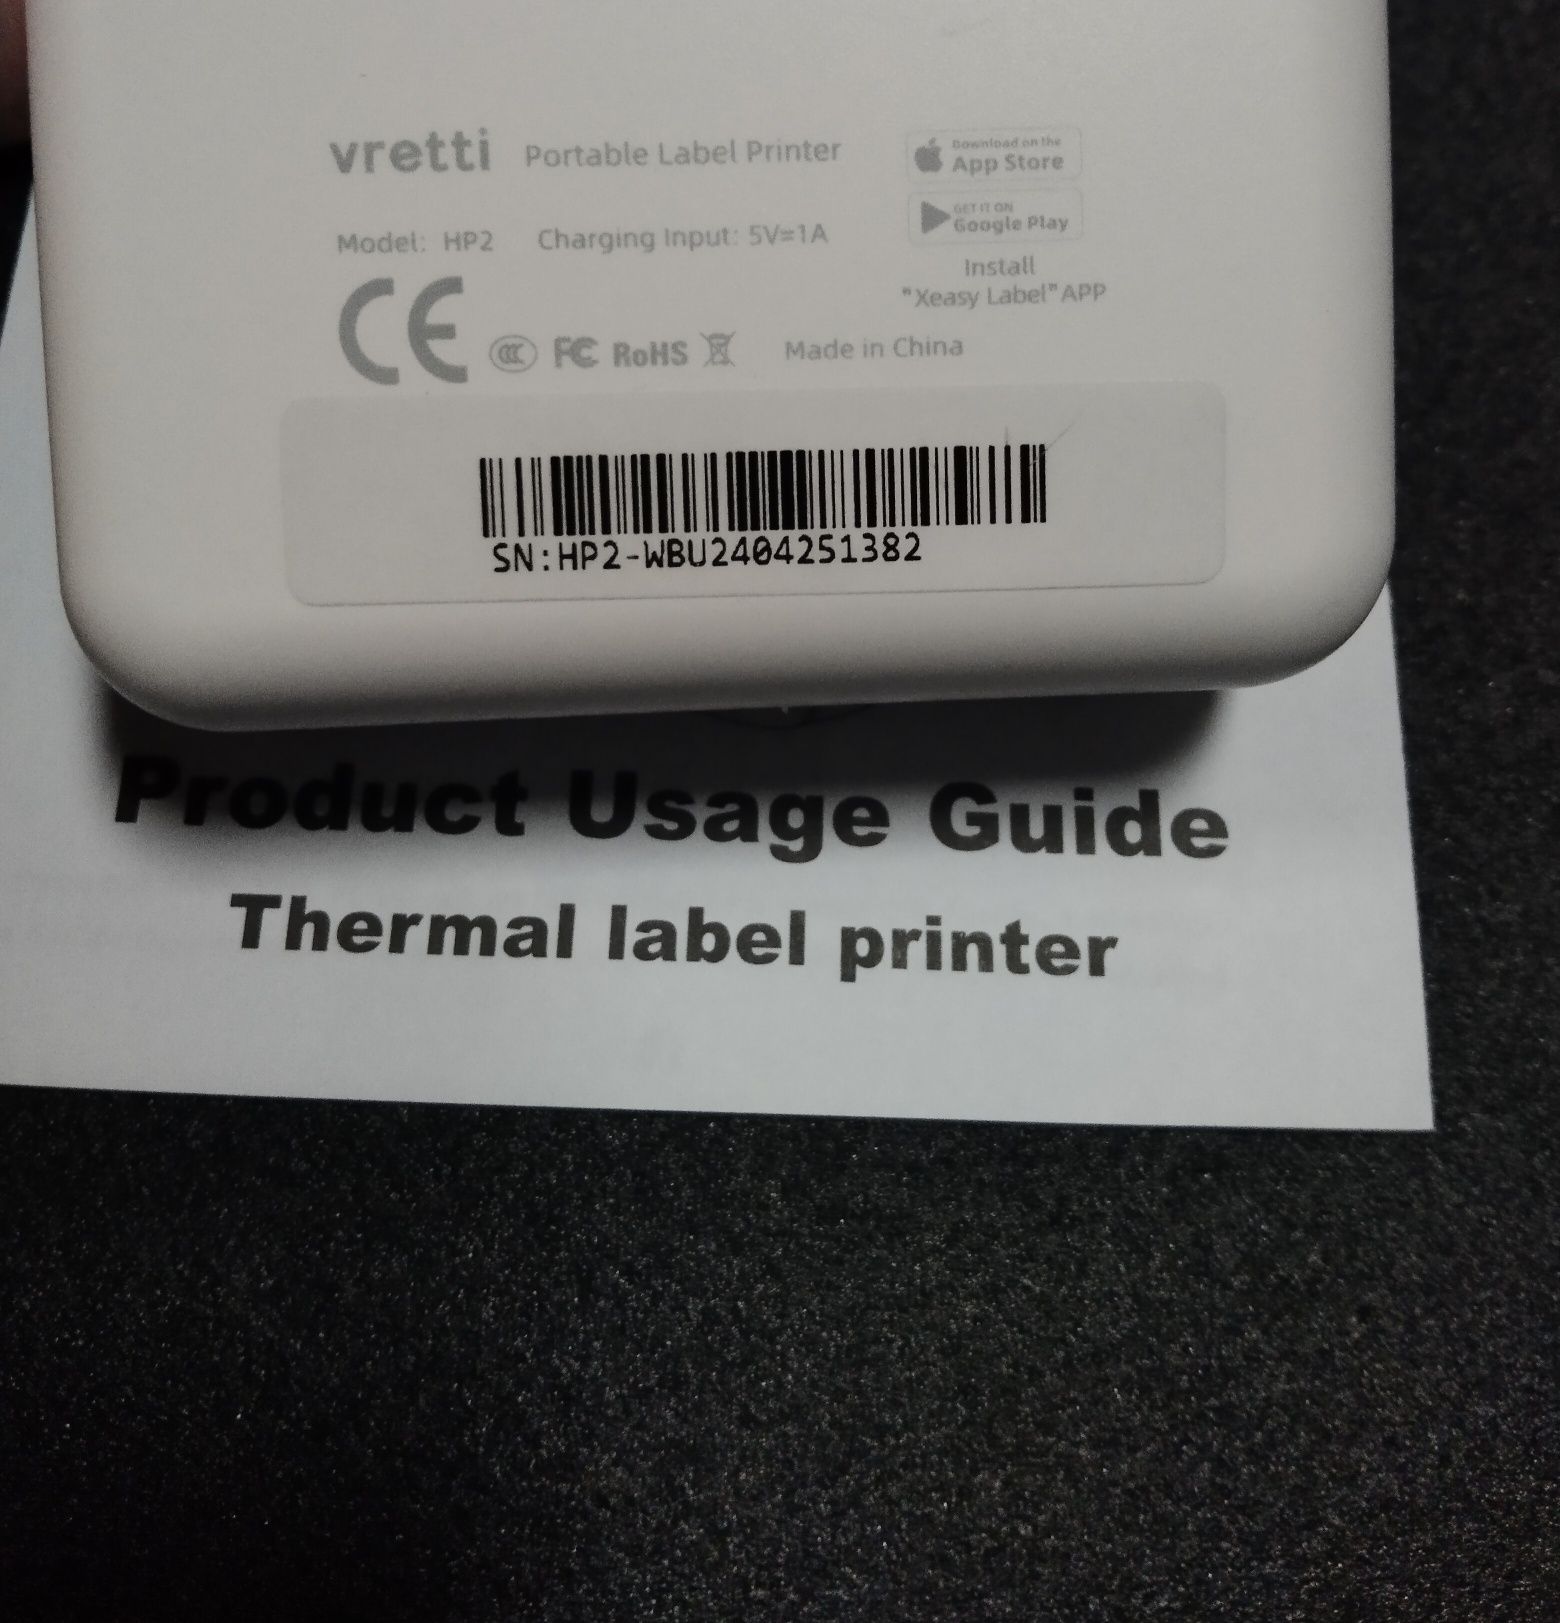 vretti Portable Label Printer
Download on the
App Store
GET IT ON
Google Play
Model: HP2 Charging Input: 5V=1A
Install
"Xeasy Label" APP
CE CCC FC RoHS Made in China
SN:HP2-WBU2404251382
Product Usage Guide
Thermal label printer